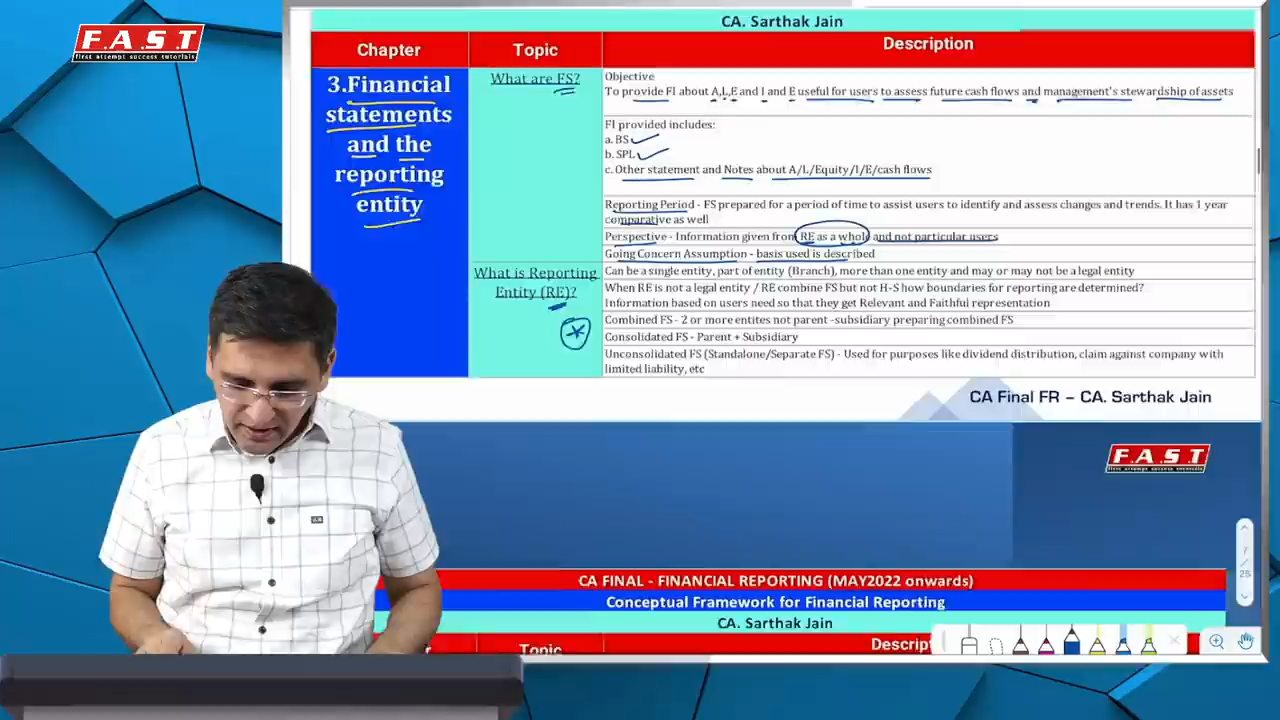 F.A.S.T
first attempt success tutorials
CA. Sarthak Jain
Chapter
Topic
Description
3.Financial
statements
and the
reporting
entity
What are FS?
Objective
To provide FI about A,L,E and I and E useful for users to assess future cash flows and management's stewardship of assets
FI provided includes:
a. BS
b. SPL
c. Other statement and Notes about A/L/Equity/I/E/cash flows
Reporting Period - FS prepared for a period of time to assist users to identify and assess changes and trends. It has 1 year
comparative as well
Perspective - Information given from RE as a whole and not particular users
Going Concern Assumption - basis used is described
What is Reporting
Entity (RE)?
Can be a single entity, part of entity (Branch), more than one entity and may or may not be a legal entity
When RE is not a legal entity / RE combine FS but not H-S how boundaries for reporting are determined?
Information based on users need so that they get Relevant and Faithful representation
Combined FS - 2 or more entites not parent -subsidiary preparing combined FS
Consolidated FS - Parent + Subsidiary
Unconsolidated FS (Standalone/Separate FS) - Used for purposes like dividend distribution, claim against company with
limited liability, etc
CA Final FR – CA. Sarthak Jain
F.A.S.T
first attempt success tutorials
CA FINAL - FINANCIAL REPORTING (MAY2022 onwards)
Conceptual Framework for Financial Reporting
CA. Sarthak Jain
Topic
Descrip
7
/
25